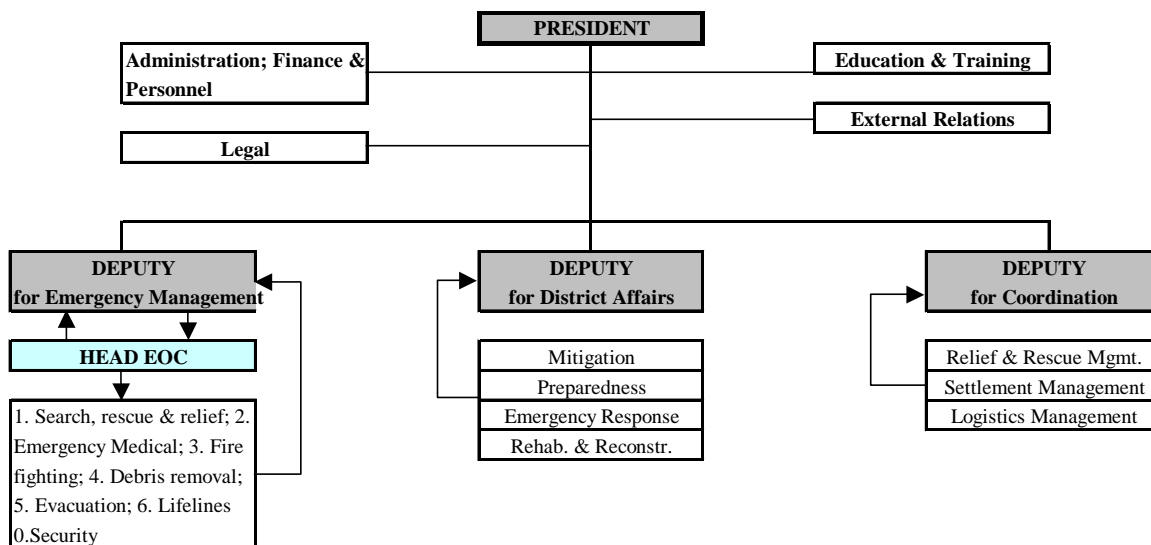 PRESIDENT
Administration; Finance &
Personnel
Education & Training
External Relations
Legal
DEPUTY
for Emergency Management
DEPUTY
for District Affairs
DEPUTY
for Coordination
HEAD EOC
Mitigation
Preparedness
Emergency Response
Rehab. & Reconstr.
Relief & Rescue Mgmt.
Settlement Management
Logistics Management
1. Search, rescue & relief; 2.
Emergency Medical; 3. Fire
fighting; 4. Debris removal;
5. Evacuation; 6. Lifelines
0.Security